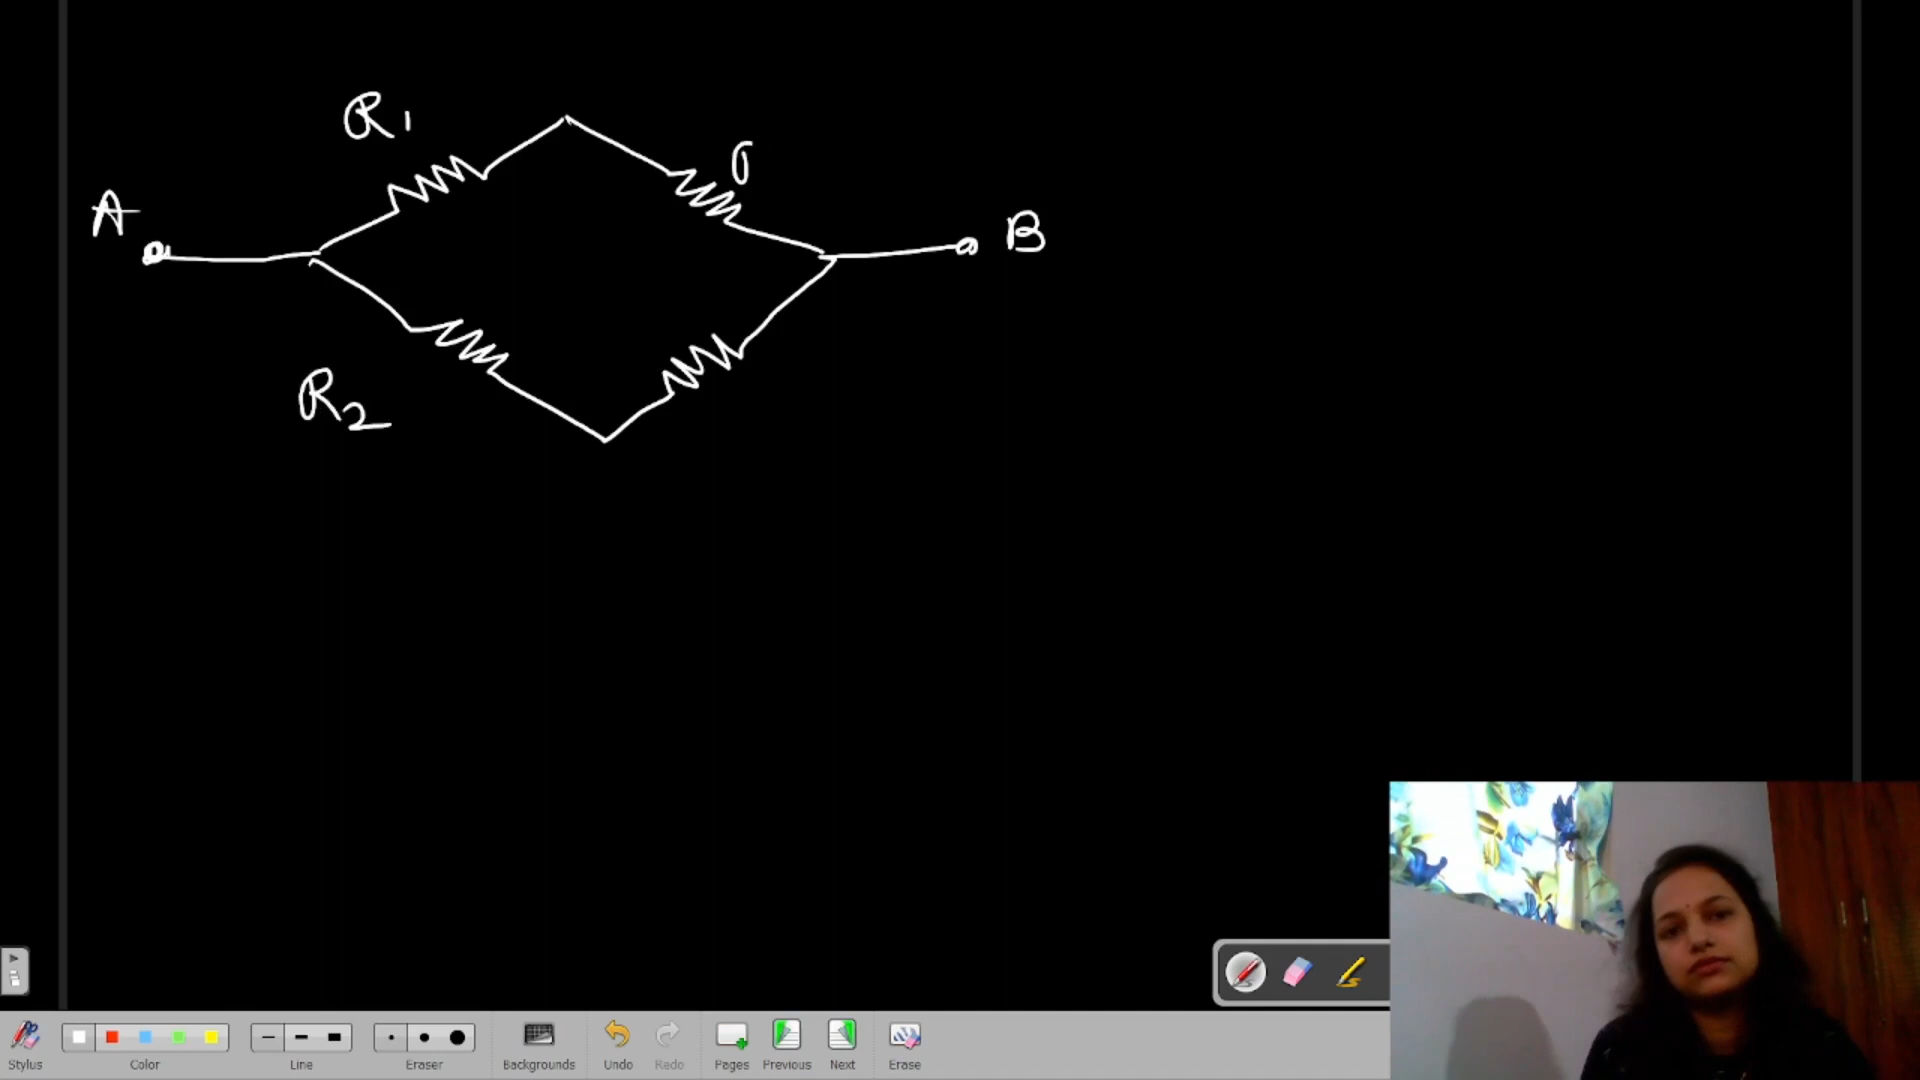 R1
A
B
R2
Stylus
Color
Line
Eraser
Backgrounds
Undo
Redo
Pages
Previous
Next
Erase